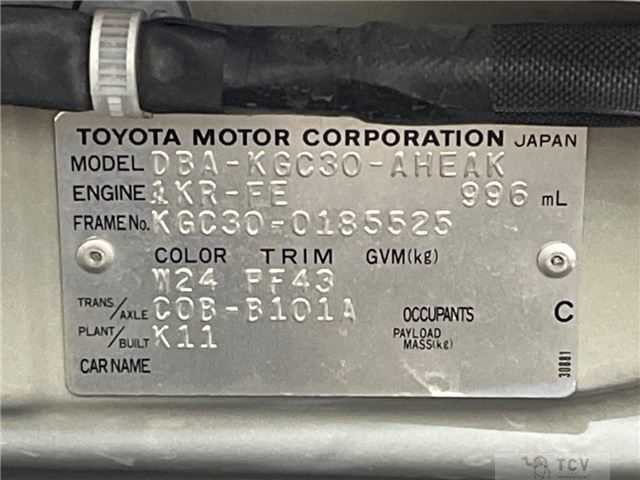 TOYOTA MOTOR CORPORATION JAPAN
MODEL DBA-KGC30-AHEAK
ENGINE 1KR-FE 996 mL
FRAME No. KGC30-0185525
COLOR TRIM GVM(kg)
W24 FF43
TRANS/AXLE C0B-B101A OCCUPANTS C
PLANT/BUILT K11 PAYLOAD MASS(kg)
CAR NAME
30881
TCV